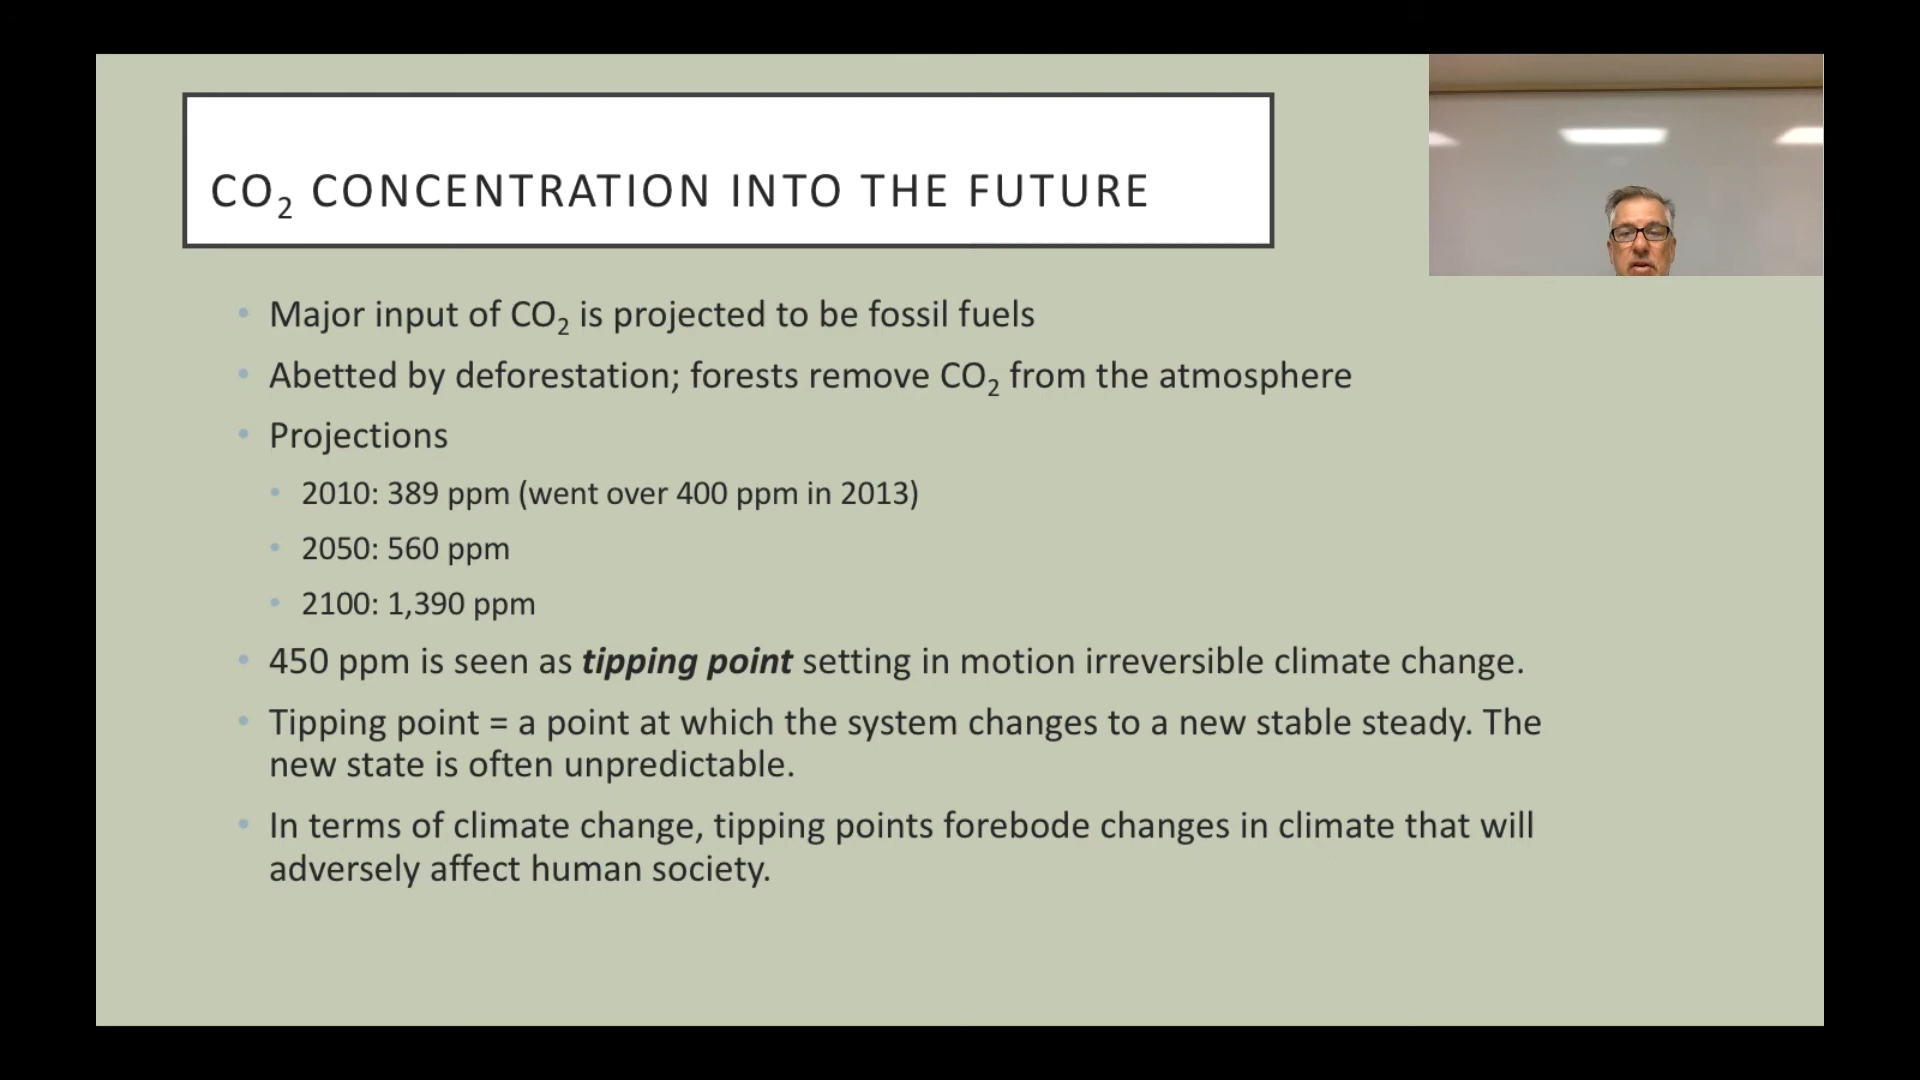 CO₂ CONCENTRATION INTO THE FUTURE
• Major input of CO₂ is projected to be fossil fuels
• Abetted by deforestation; forests remove CO₂ from the atmosphere
• Projections
• 2010: 389 ppm (went over 400 ppm in 2013)
• 2050: 560 ppm
• 2100: 1,390 ppm
• 450 ppm is seen as tipping point setting in motion irreversible climate change.
• Tipping point = a point at which the system changes to a new stable steady. The
new state is often unpredictable.
• In terms of climate change, tipping points forebode changes in climate that will
adversely affect human society.